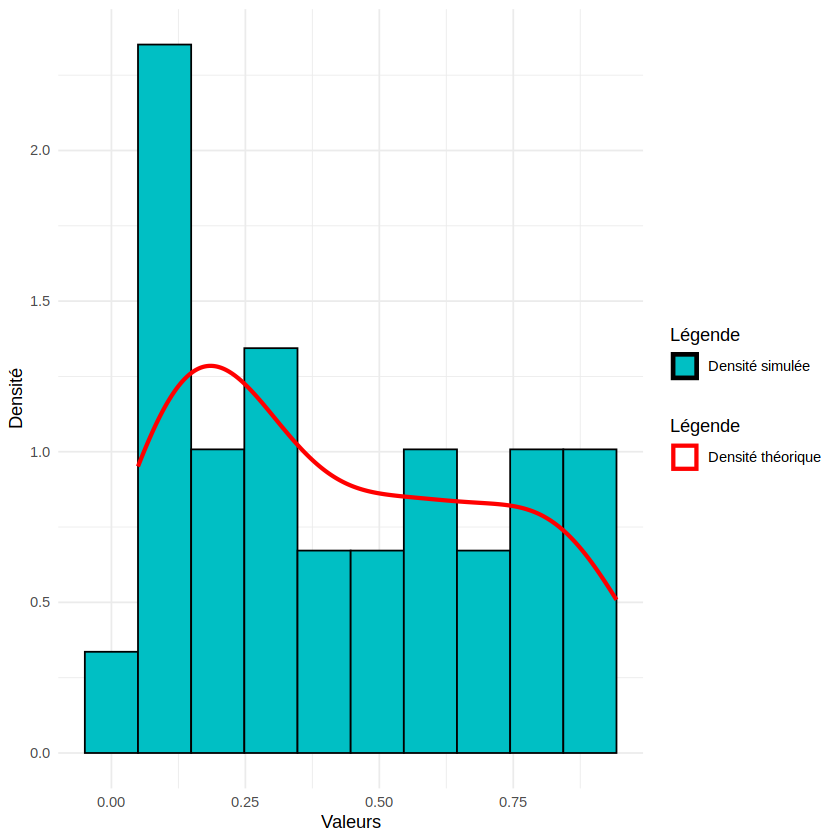 Densité
2.0
1.5
1.0
0.5
0.0
0.00 0.25 0.50 0.75
Valeurs
Légende
Densité simulée
Légende
Densité théorique